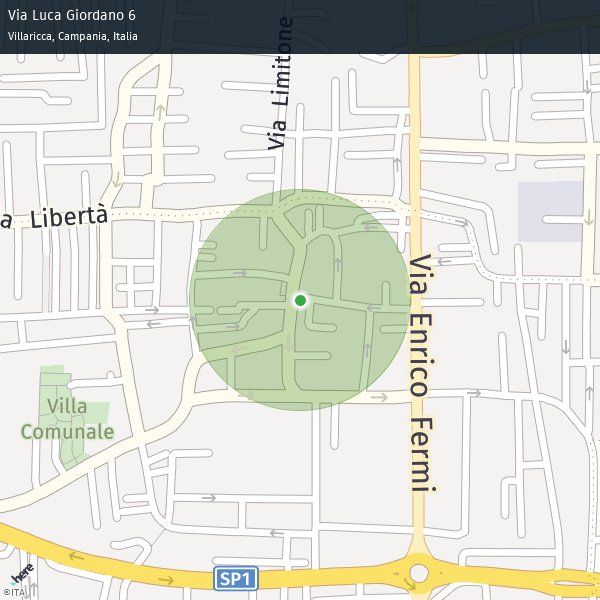 Via Luca Giordano 6
Villaricca, Campania, Italia
Via Limitone
a Libertà
Via Enrico Fermi
Villa
Comunale
SP1
here
©ITA